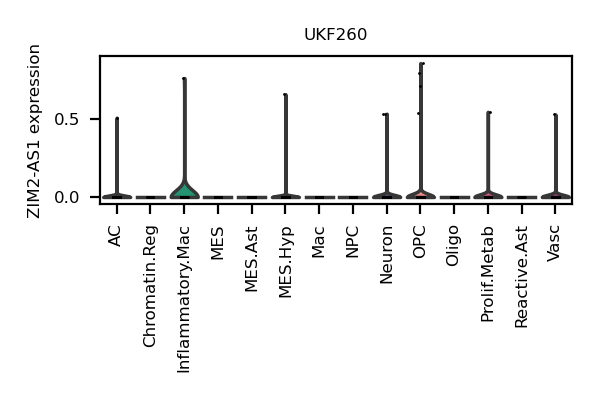 UKF260
ZIM2-AS1 expression
0.5
0.0
AC
Chromatin.Reg
Inflammatory.Mac
MES
MES.Ast
MES.Hyp
Mac
NPC
Neuron
OPC
Oligo
Prolif.Metab
Reactive.Ast
Vasc